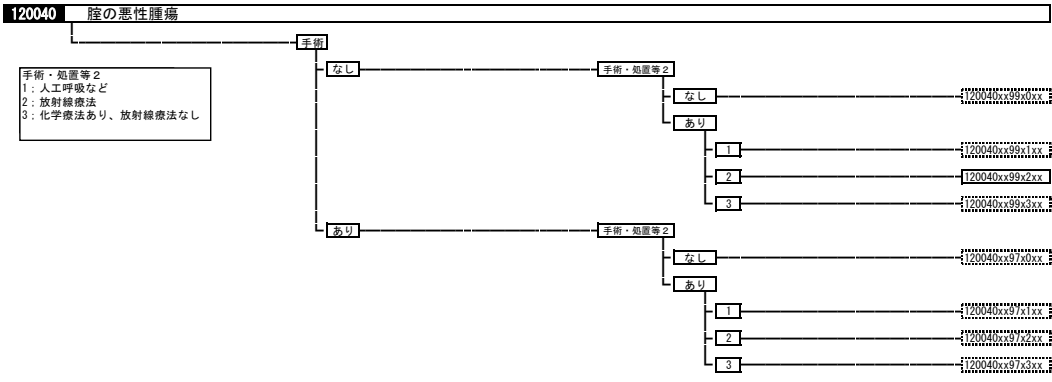 120040 腟の悪性腫瘍
手術
手術・処置等２
1；人工呼吸など
2；放射線療法
3；化学療法あり、放射線療法なし
なし 手術・処置等２
なし 120040xx99x0xx
あり
1 120040xx99x1xx
2 120040xx99x2xx
3 120040xx99x3xx
あり 手術・処置等２
なし 120040xx97x0xx
あり
1 120040xx97x1xx
2 120040xx97x2xx
3 120040xx97x3xx